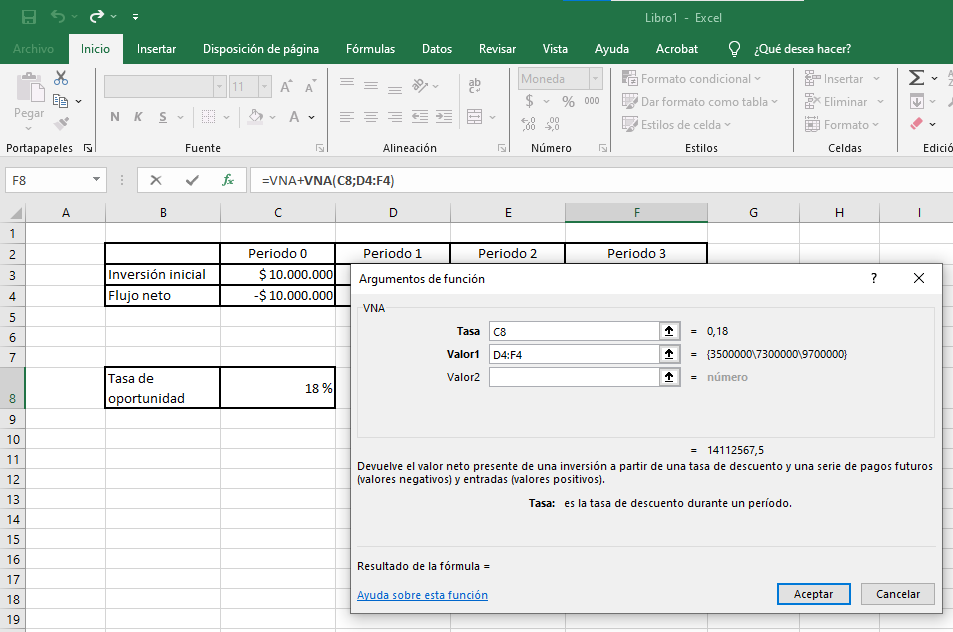 Libro1 - Excel
Archivo Inicio Insertar Disposición de página Fórmulas Datos Revisar Vista Ayuda Acrobat ¿Qué desea hacer?
Pegar
11
Moneda
$ % 000
N K S
Formato condicional
Dar formato como tabla
Estilos de celda
Insertar
Eliminar
Formato
Portapapeles Fuente Alineación Número Estilos Celdas Edició
F8 fx =VNA+VNA(C8;D4:F4)
A B C D E F G H I
1
2 Periodo 0 Periodo 1 Periodo 2 Periodo 3
3 Inversión inicial $ 10.000.000
4 Flujo neto -$ 10.000.000
5
6
7
8 Tasa de
oportunidad 18 %
9
10
11
12
13
14
15
16
17
18
19
Argumentos de función ?
VNA
Tasa C8 = 0,18
Valor1 D4:F4 = {3500000\7300000\9700000}
Valor2 = número
= 14112567,5
Devuelve el valor neto presente de una inversión a partir de una tasa de descuento y una serie de pagos futuros
(valores negativos) y entradas (valores positivos).
Tasa: es la tasa de descuento durante un período.
Resultado de la fórmula =
Ayuda sobre esta función Aceptar Cancelar